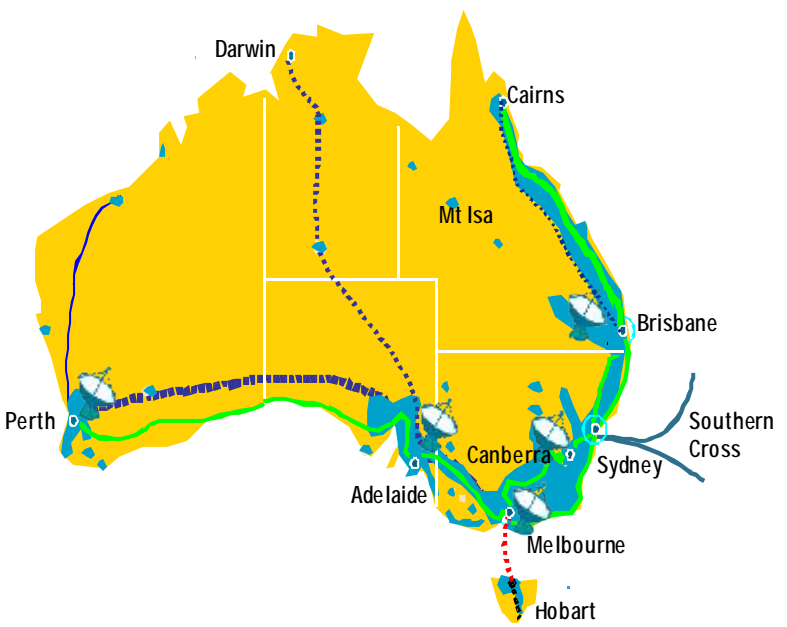 Darwin
Cairns
Mt Isa
Brisbane
Perth
Southern
Cross
Canberra
Sydney
Adelaide
Melbourne
Hobart